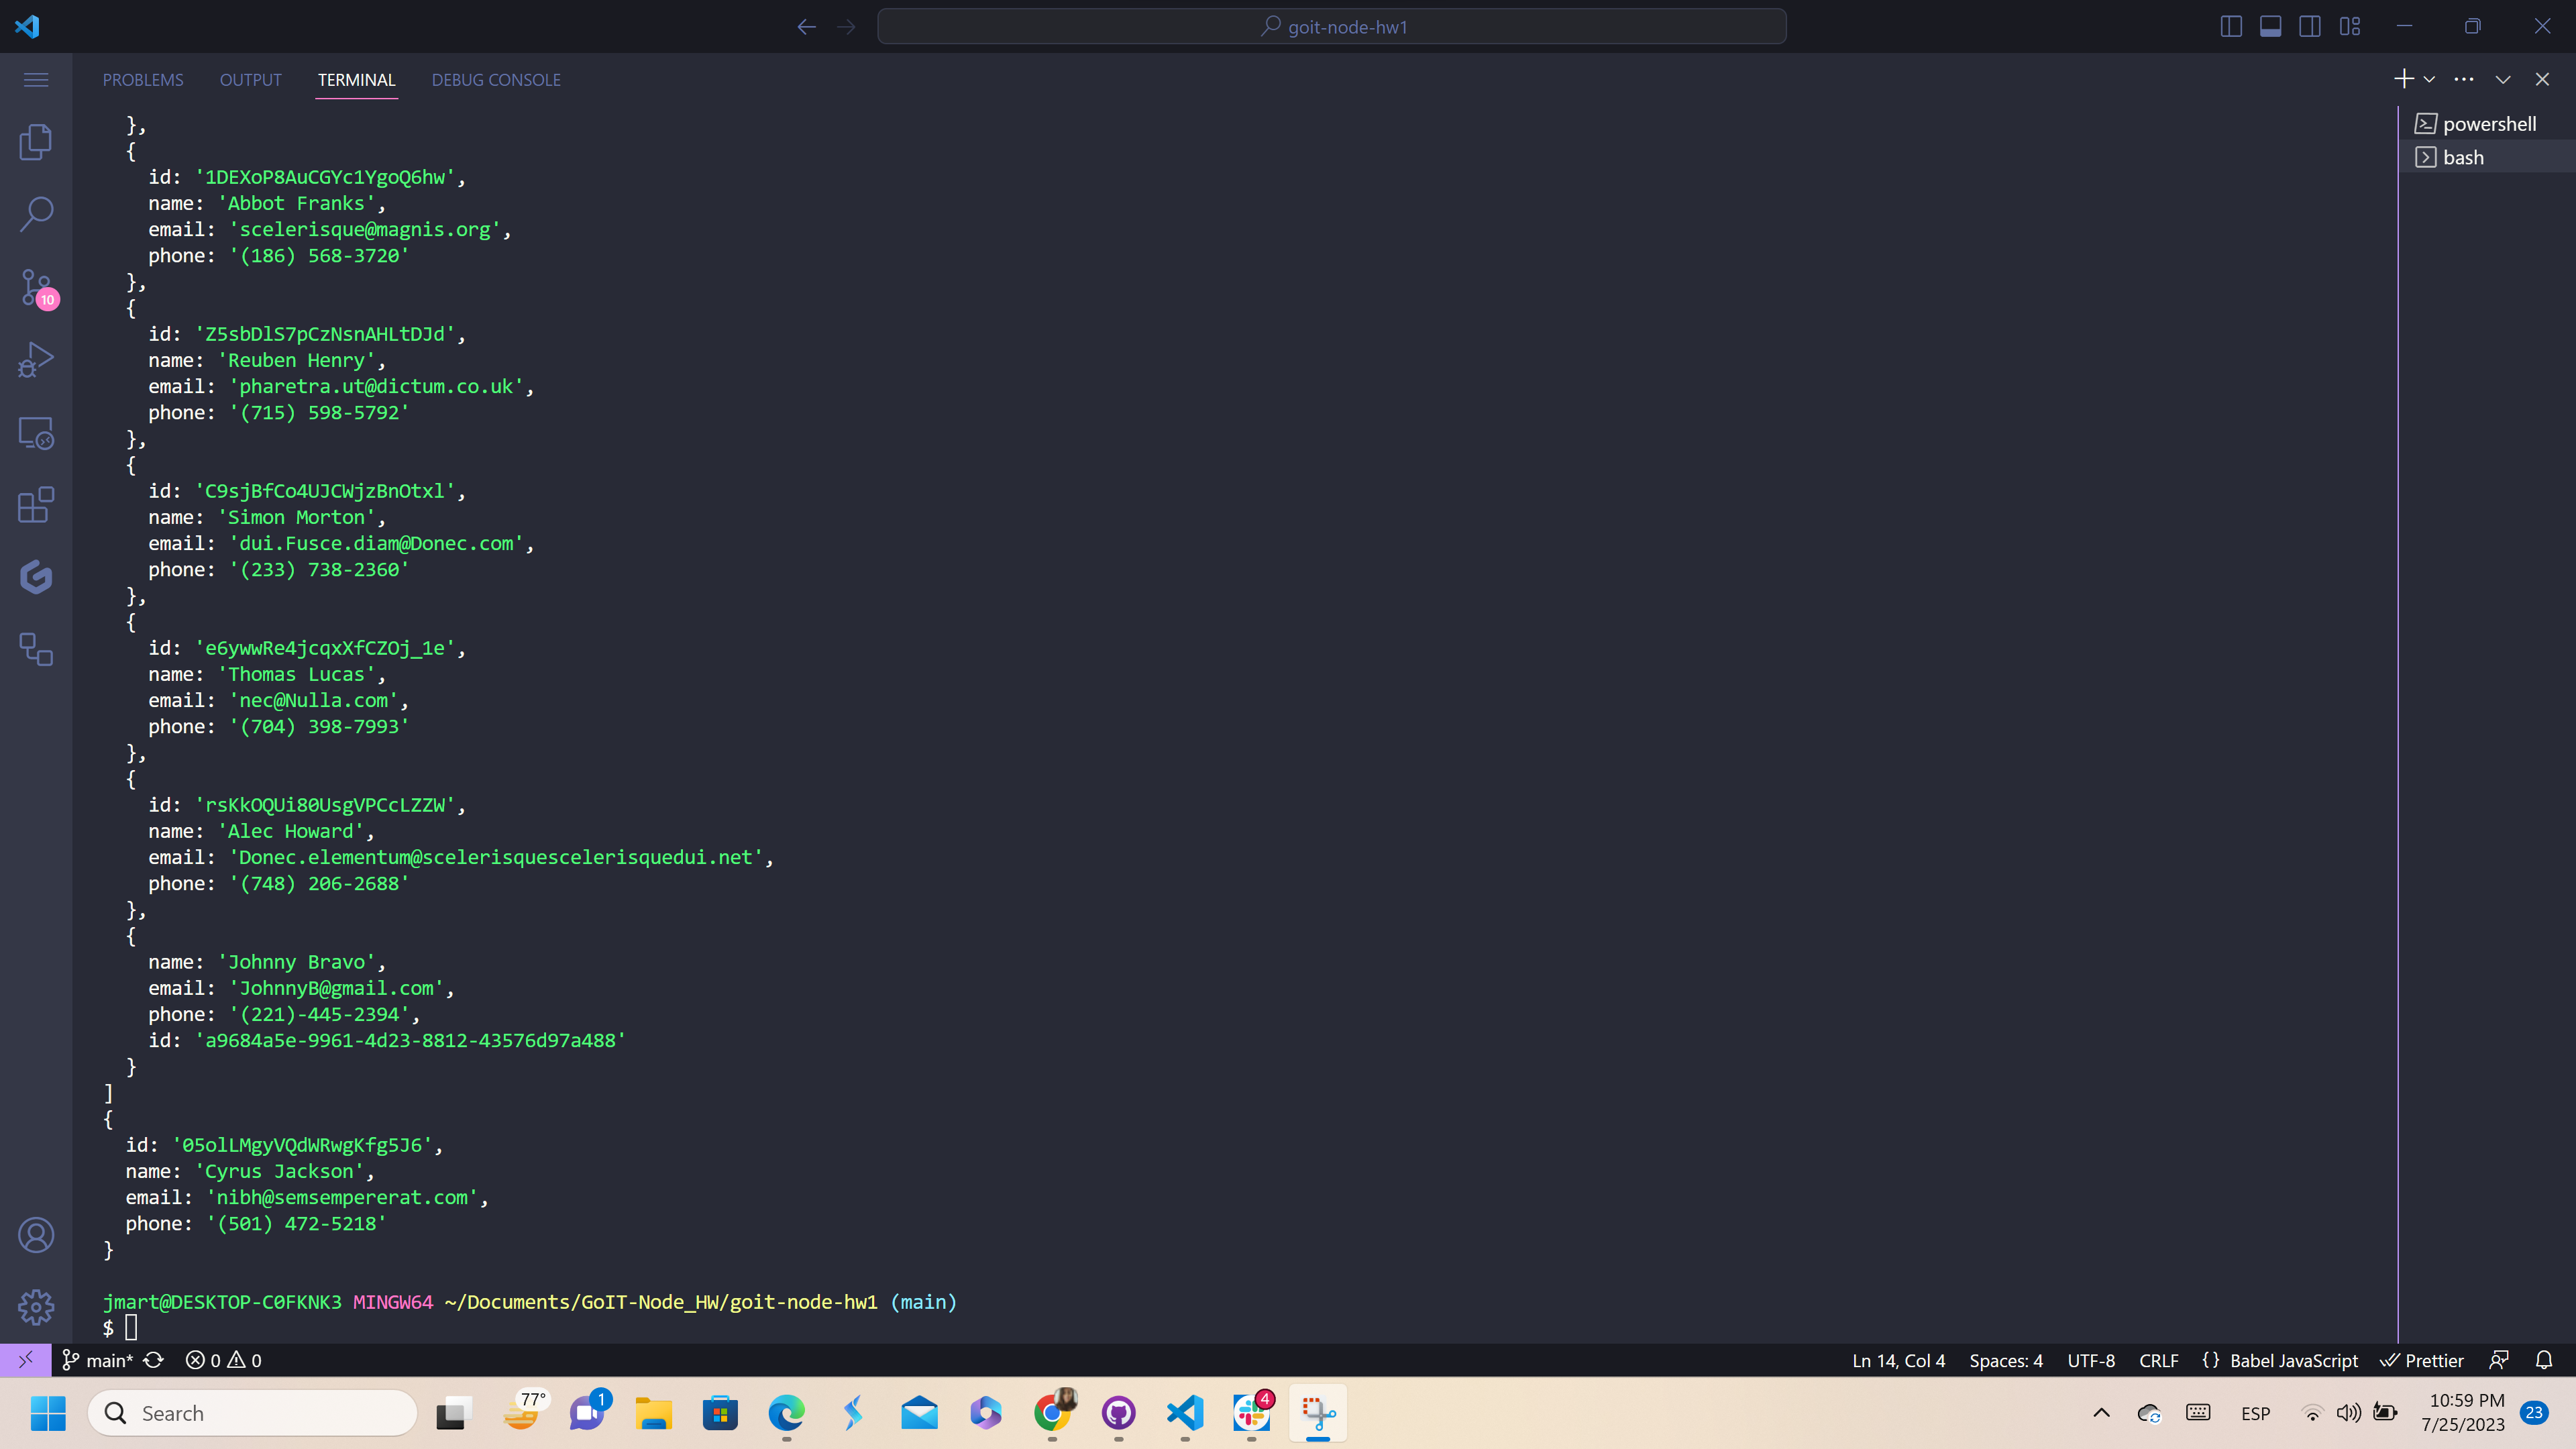 goit-node-hw1
PROBLEMS OUTPUT TERMINAL DEBUG CONSOLE
powershell
bash
10
},
{
id: '1DEXoP8AuCGYc1YgoQ6hw',
name: 'Abbot Franks',
email: 'scelerisque@magnis.org',
phone: '(186) 568-3720'
},
{
id: 'Z5sbDlS7pCzNsnAHLtDJd',
name: 'Reuben Henry',
email: 'pharetra.ut@dictum.co.uk',
phone: '(715) 598-5792'
},
{
id: 'C9sjBfCo4UJCWjzBnOtxl',
name: 'Simon Morton',
email: 'dui.Fusce.diam@Donec.com',
phone: '(233) 738-2360'
},
{
id: 'e6ywwRe4jcqxXfCZOj_1e',
name: 'Thomas Lucas',
email: 'nec@Nulla.com',
phone: '(704) 398-7993'
},
{
id: 'rsKkOQUi80UsgVPCcLZZW',
name: 'Alec Howard',
email: 'Donec.elementum@scelerisquescelerisquedui.net',
phone: '(748) 206-2688'
},
{
name: 'Johnny Bravo',
email: 'JohnnyB@gmail.com',
phone: '(221)-445-2394',
id: 'a9684a5e-9961-4d23-8812-43576d97a488'
}
]
{
id: '05olLMgyVQdWRwgKfg5J6',
name: 'Cyrus Jackson',
email: 'nibh@semsempererat.com',
phone: '(501) 472-5218'
}
jmart@DESKTOP-C0FKNK3 MINGW64 ~/Documents/GoIT-Node_HW/goit-node-hw1 (main)
$
main* 0 0 Ln 14, Col 4 Spaces: 4 UTF-8 CRLF {} Babel JavaScript Prettier
Search 77° 1 4 ESP 10:59 PM 23
7/25/2023